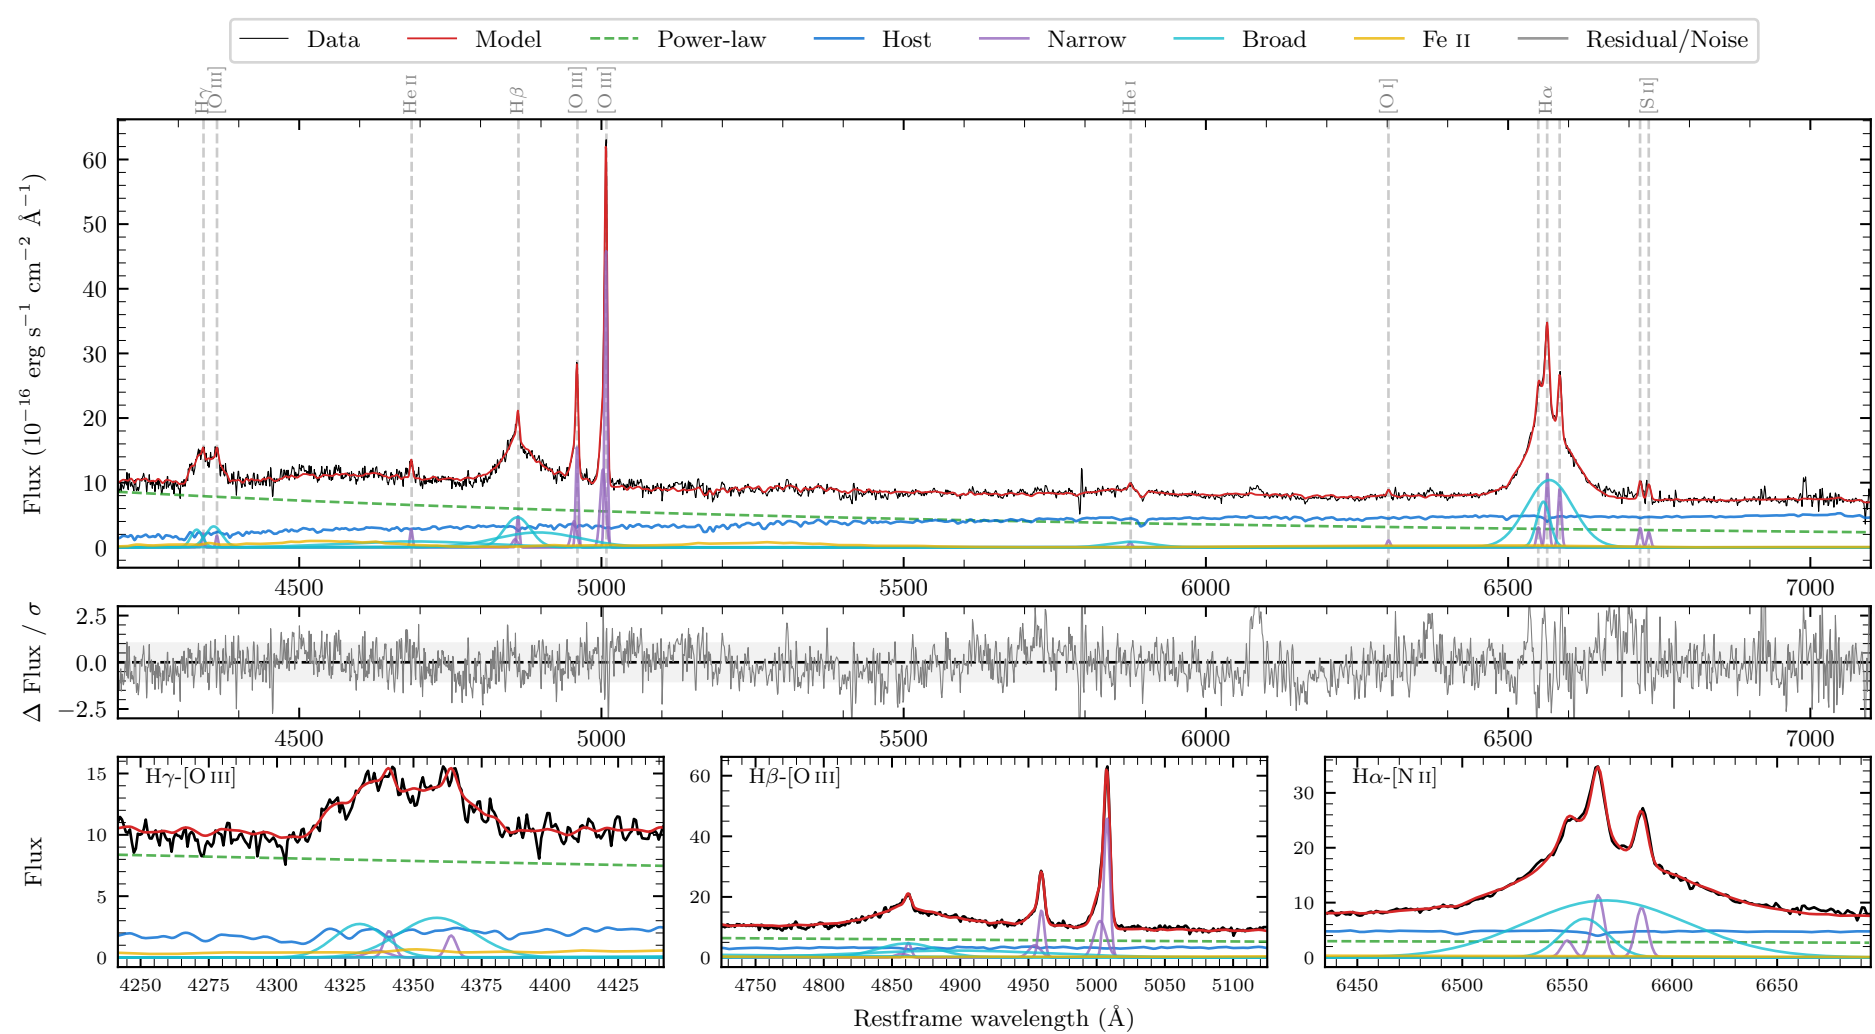 Data Model Power-law Host Narrow Broad Fe II Residual/Noise
Hγ [O III] He II Hβ [O III] [O III] He I [O I] Hα [S II]
Flux (10⁻¹⁶ erg s⁻¹ cm⁻² Å⁻¹)
60
50
40
30
20
10
0
4500 5000 5500 6000 6500 7000
Δ Flux / σ
2.5
0.0
−2.5
4500 5000 5500 6000 6500 7000
Flux
Hγ-[O III]
15
10
5
0
4250 4275 4300 4325 4350 4375 4400 4425
Hβ-[O III]
60
40
20
0
4750 4800 4850 4900 4950 5000 5050 5100
Hα-[N II]
30
20
10
0
6450 6500 6550 6600 6650
Restframe wavelength (Å)